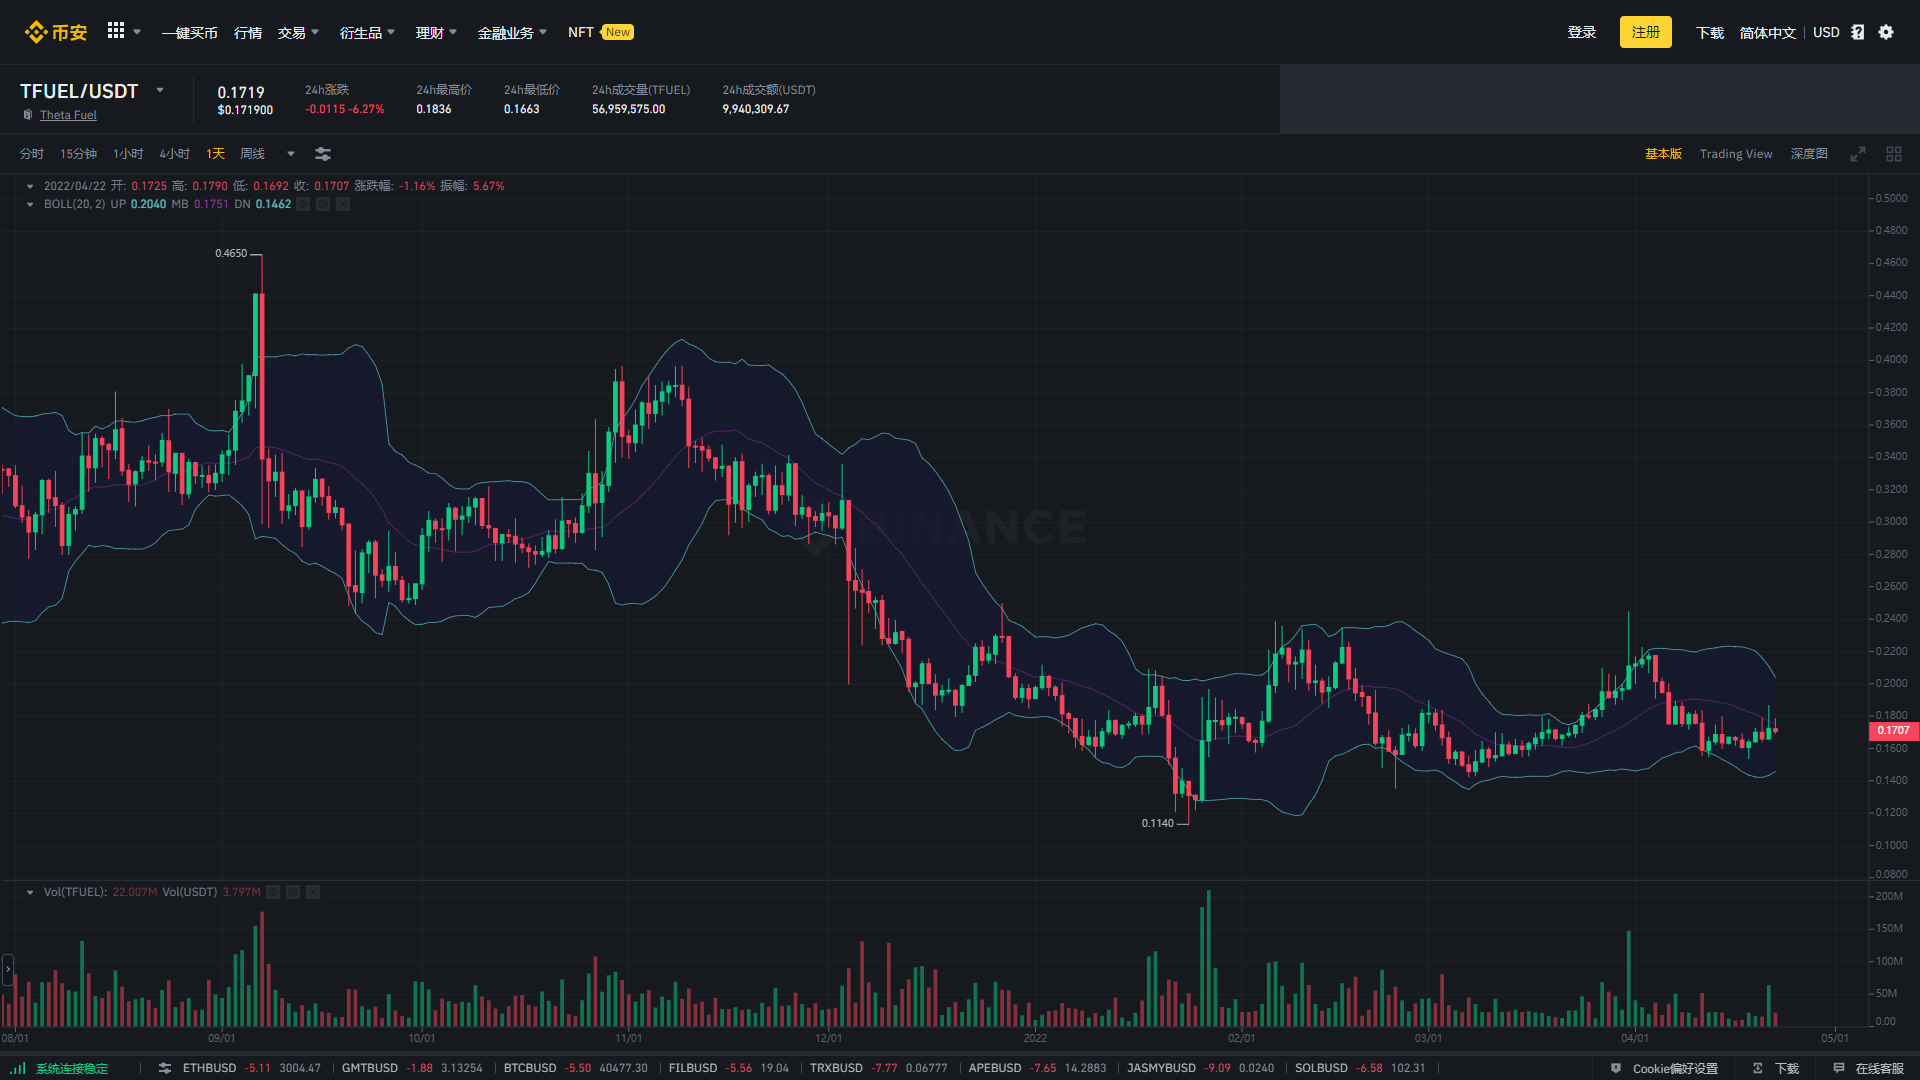 币安 一键买币 行情 交易 衍生品 理财 金融业务 NFT New 登录 注册 下载 简体中文 USD
TFUEL/USDT 0.1719 24h涨跌 24h最高价 24h最低价 24h成交量(TFUEL) 24h成交额(USDT)
Theta Fuel $0.171900 -0.0115 -6.27% 0.1836 0.1663 56,959,575.00 9,940,309.67
分时 15分钟 1小时 4小时 1天 周线 基本版 Trading View 深度图
2022/04/22 开: 0.1725 高: 0.1790 低: 0.1692 收: 0.1707 涨跌幅: -1.16% 振幅: 5.67%
BOLL(20, 2) UP 0.2040 MB 0.1751 DN 0.1462
0.5000
0.4800
0.4650
0.4600
0.4400
0.4200
0.4000
0.3800
0.3600
0.3400
0.3200
0.3000
BINANCE
0.2800
0.2600
0.2400
0.2200
0.2000
0.1800
0.1707
0.1600
0.1400
0.1200
0.1140
0.1000
0.0800
Vol(TFUEL): 22.007M Vol(USDT) 3.797M
200M
150M
100M
50M
0.00
08/01 09/01 10/01 11/01 12/01 2022 02/01 03/01 04/01 05/01
系统连接稳定 ETHBUSD -5.11 3004.47 GMTBUSD -1.88 3.13254 BTCBUSD -5.50 40477.30 FILBUSD -5.56 19.04 TRXBUSD -7.77 0.06777 APEBUSD -7.65 14.2883 JASMYBUSD -9.09 0.0240 SOLBUSD -6.58 102.31 Cookie偏好设置 下载 在线客服